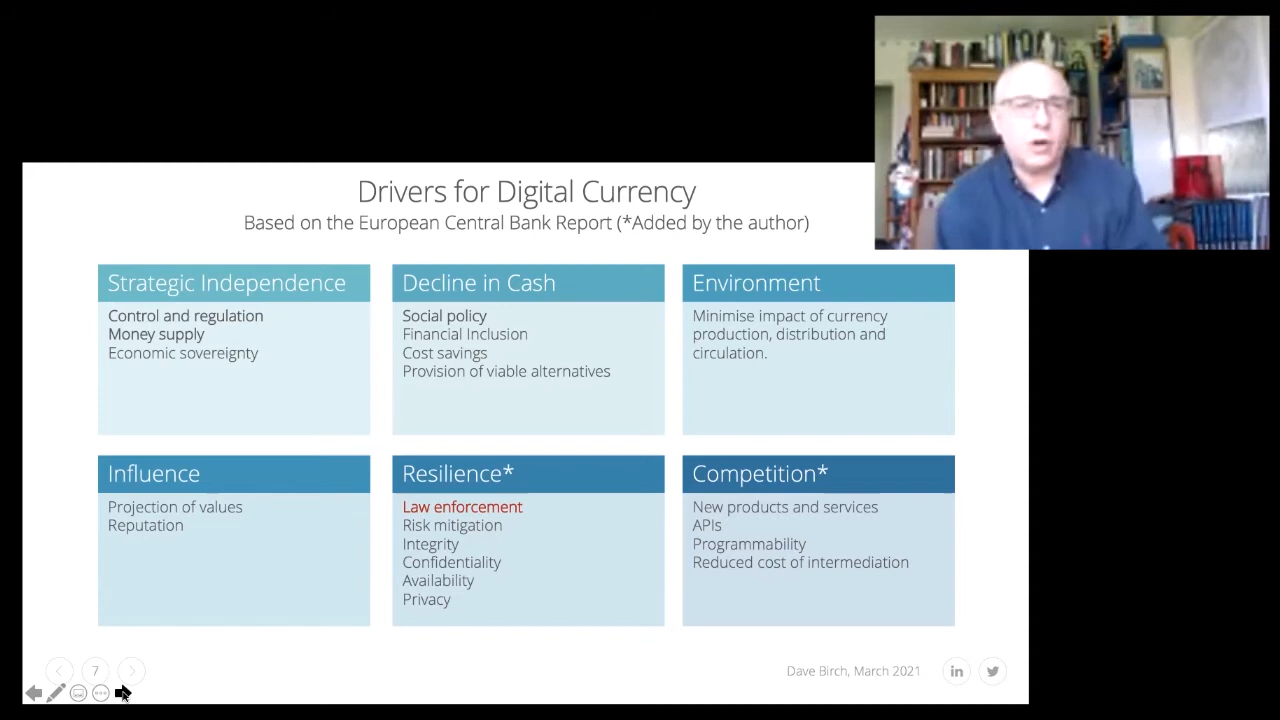 Drivers for Digital Currency
Based on the European Central Bank Report (*Added by the author)
Strategic Independence
Control and regulation
Money supply
Economic sovereignty
Decline in Cash
Social policy
Financial Inclusion
Cost savings
Provision of viable alternatives
Environment
Minimise impact of currency
production, distribution and
circulation.
Influence
Projection of values
Reputation
Resilience*
Law enforcement
Risk mitigation
Integrity
Confidentiality
Availability
Privacy
Competition*
New products and services
APIs
Programmability
Reduced cost of intermediation
7
Dave Birch, March 2021
in